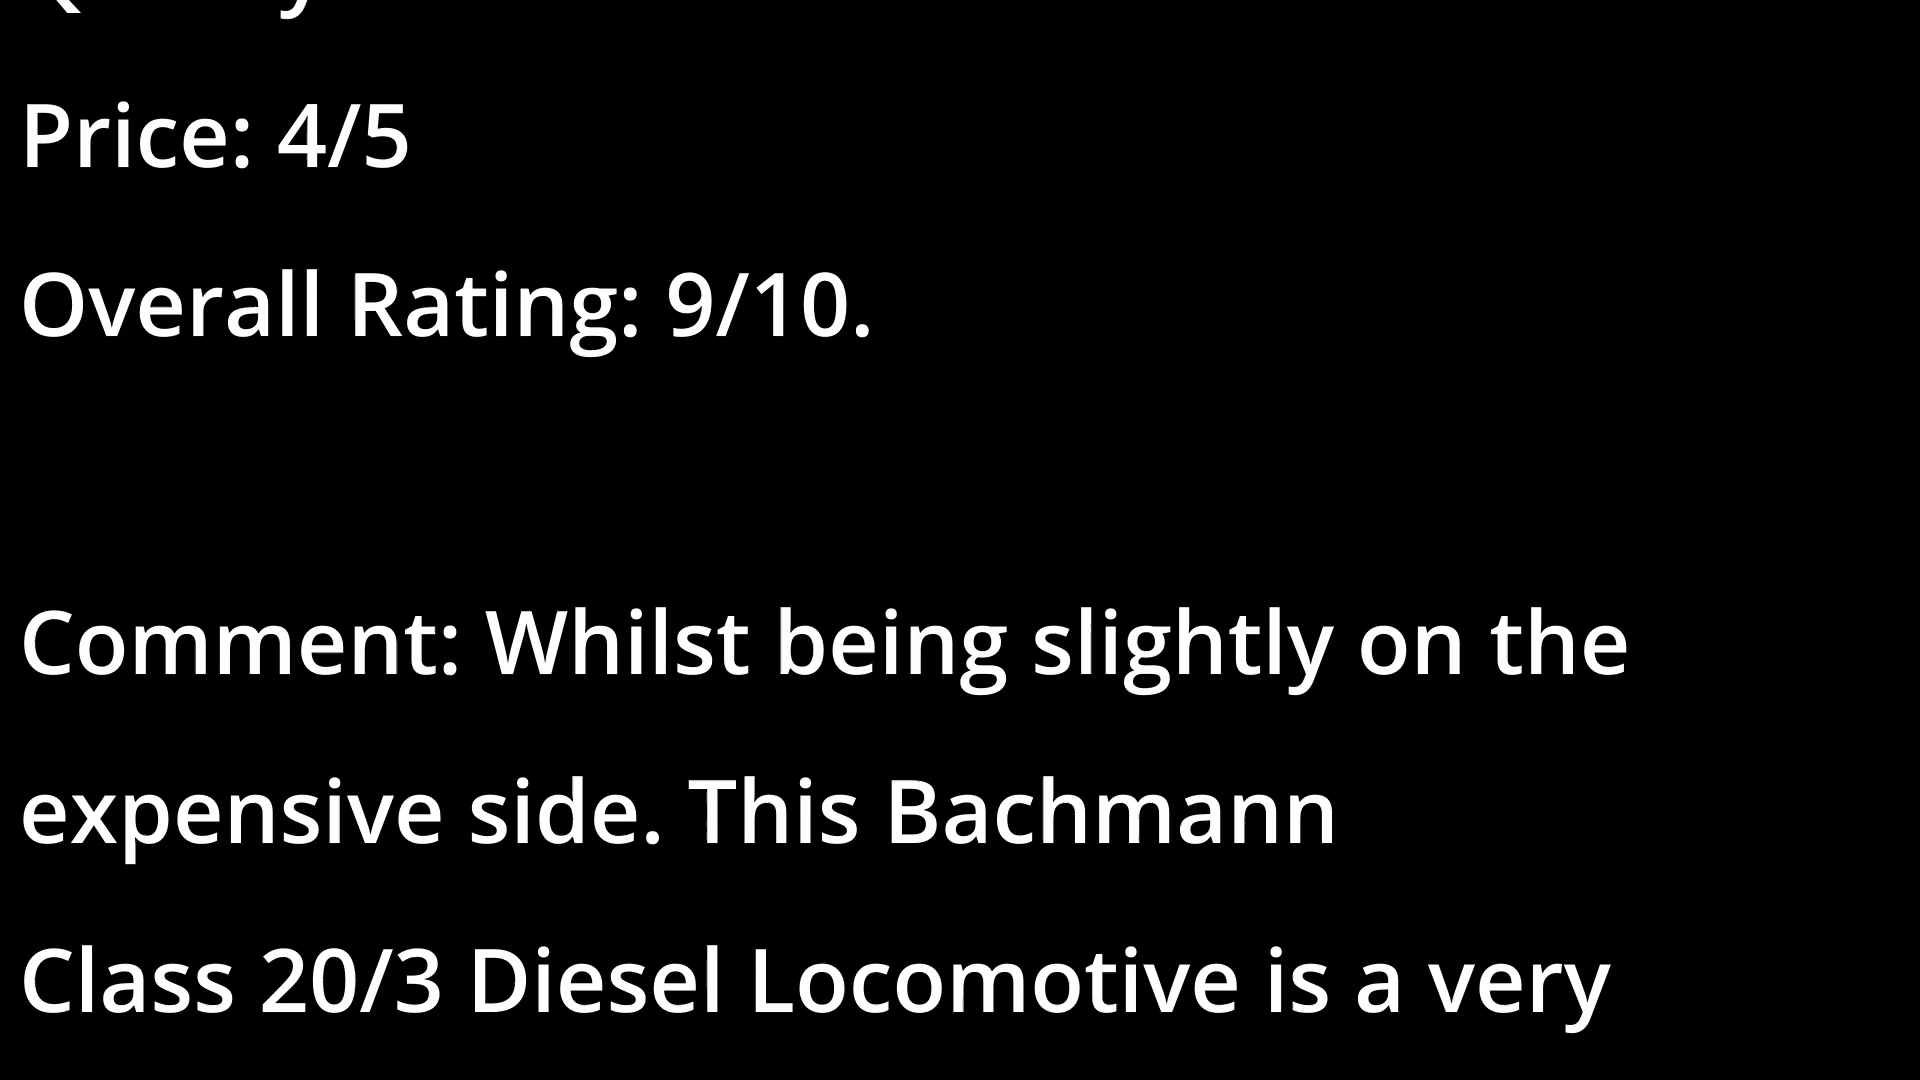 Price: 4/5
Overall Rating: 9/10.
Comment: Whilst being slightly on the
expensive side. This Bachmann
Class 20/3 Diesel Locomotive is a very